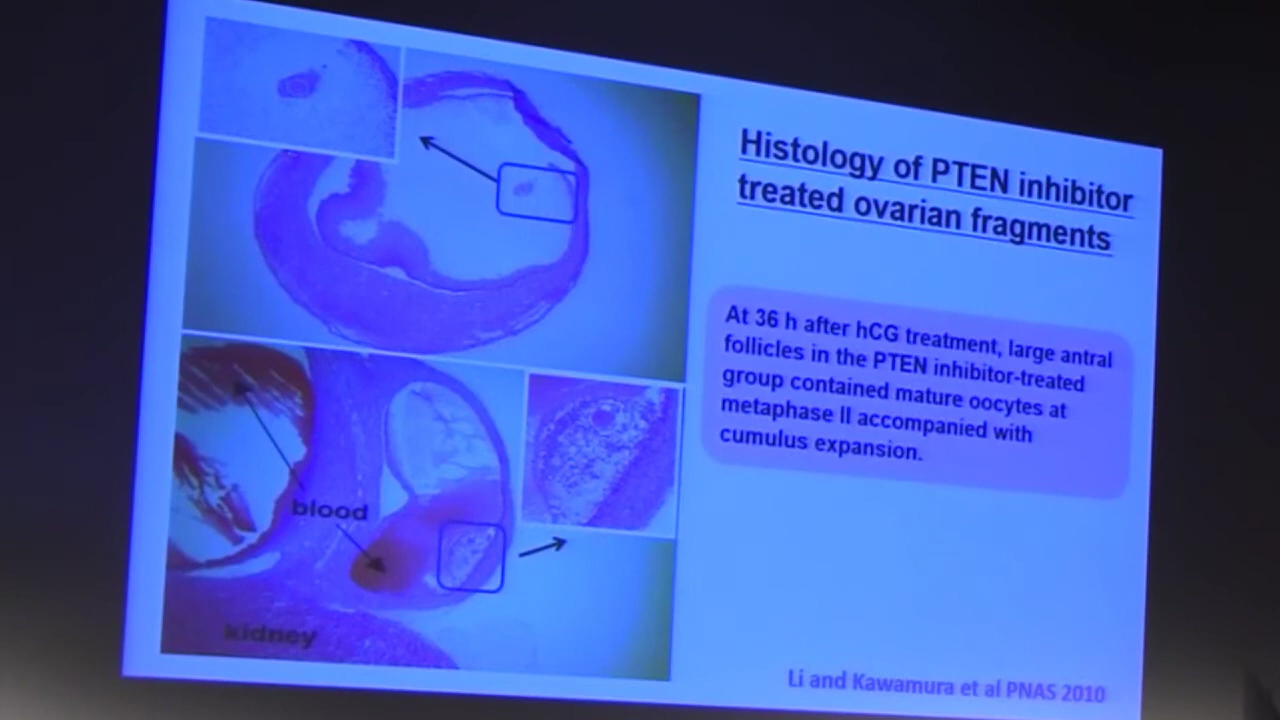 Histology of PTEN inhibitor
treated ovarian fragments
At 36 h after hCG treatment, large antral
follicles in the PTEN inhibitor-treated
group contained mature oocytes at
metaphase II accompanied with
cumulus expansion.
blood
kidney
Li and Kawamura et al PNAS 2010